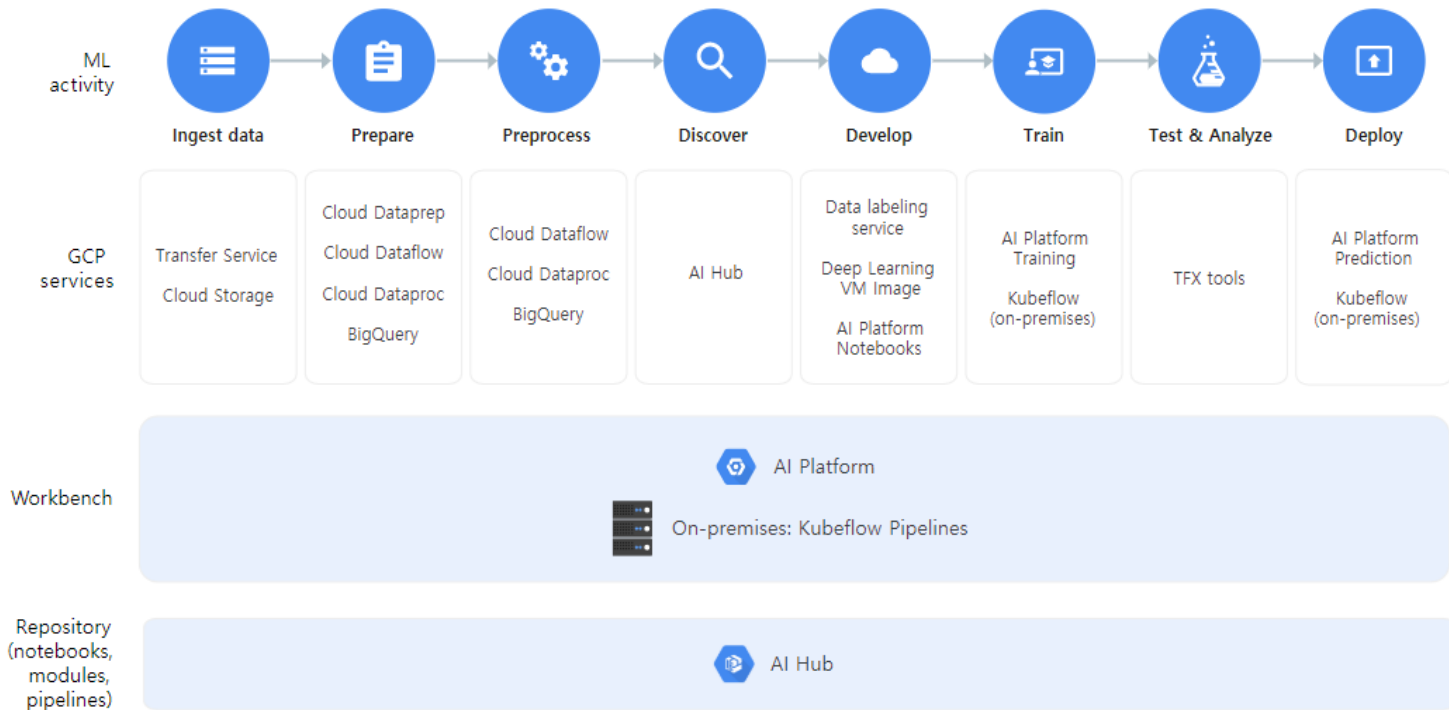 ML
activity
Ingest data
Prepare
Preprocess
Discover
Develop
Train
Test & Analyze
Deploy
GCP
services
Transfer Service
Cloud Storage
Cloud Dataprep
Cloud Dataflow
Cloud Dataproc
BigQuery
Cloud Dataflow
Cloud Dataproc
BigQuery
AI Hub
Data labeling
service
Deep Learning
VM Image
AI Platform
Notebooks
AI Platform
Training
Kubeflow
(on-premises)
TFX tools
AI Platform
Prediction
Kubeflow
(on-premises)
Workbench
AI Platform
On-premises: Kubeflow Pipelines
Repository
(notebooks,
modules,
pipelines)
AI Hub